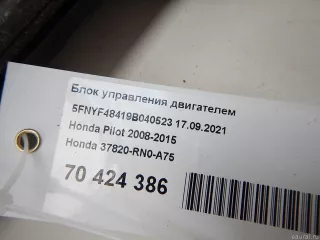 Блок управления двигателем
5FNYF48419B040523 17.09.2021
Honda Pilot 2008-2015
Honda 37820-RN0-A75
70 424 386